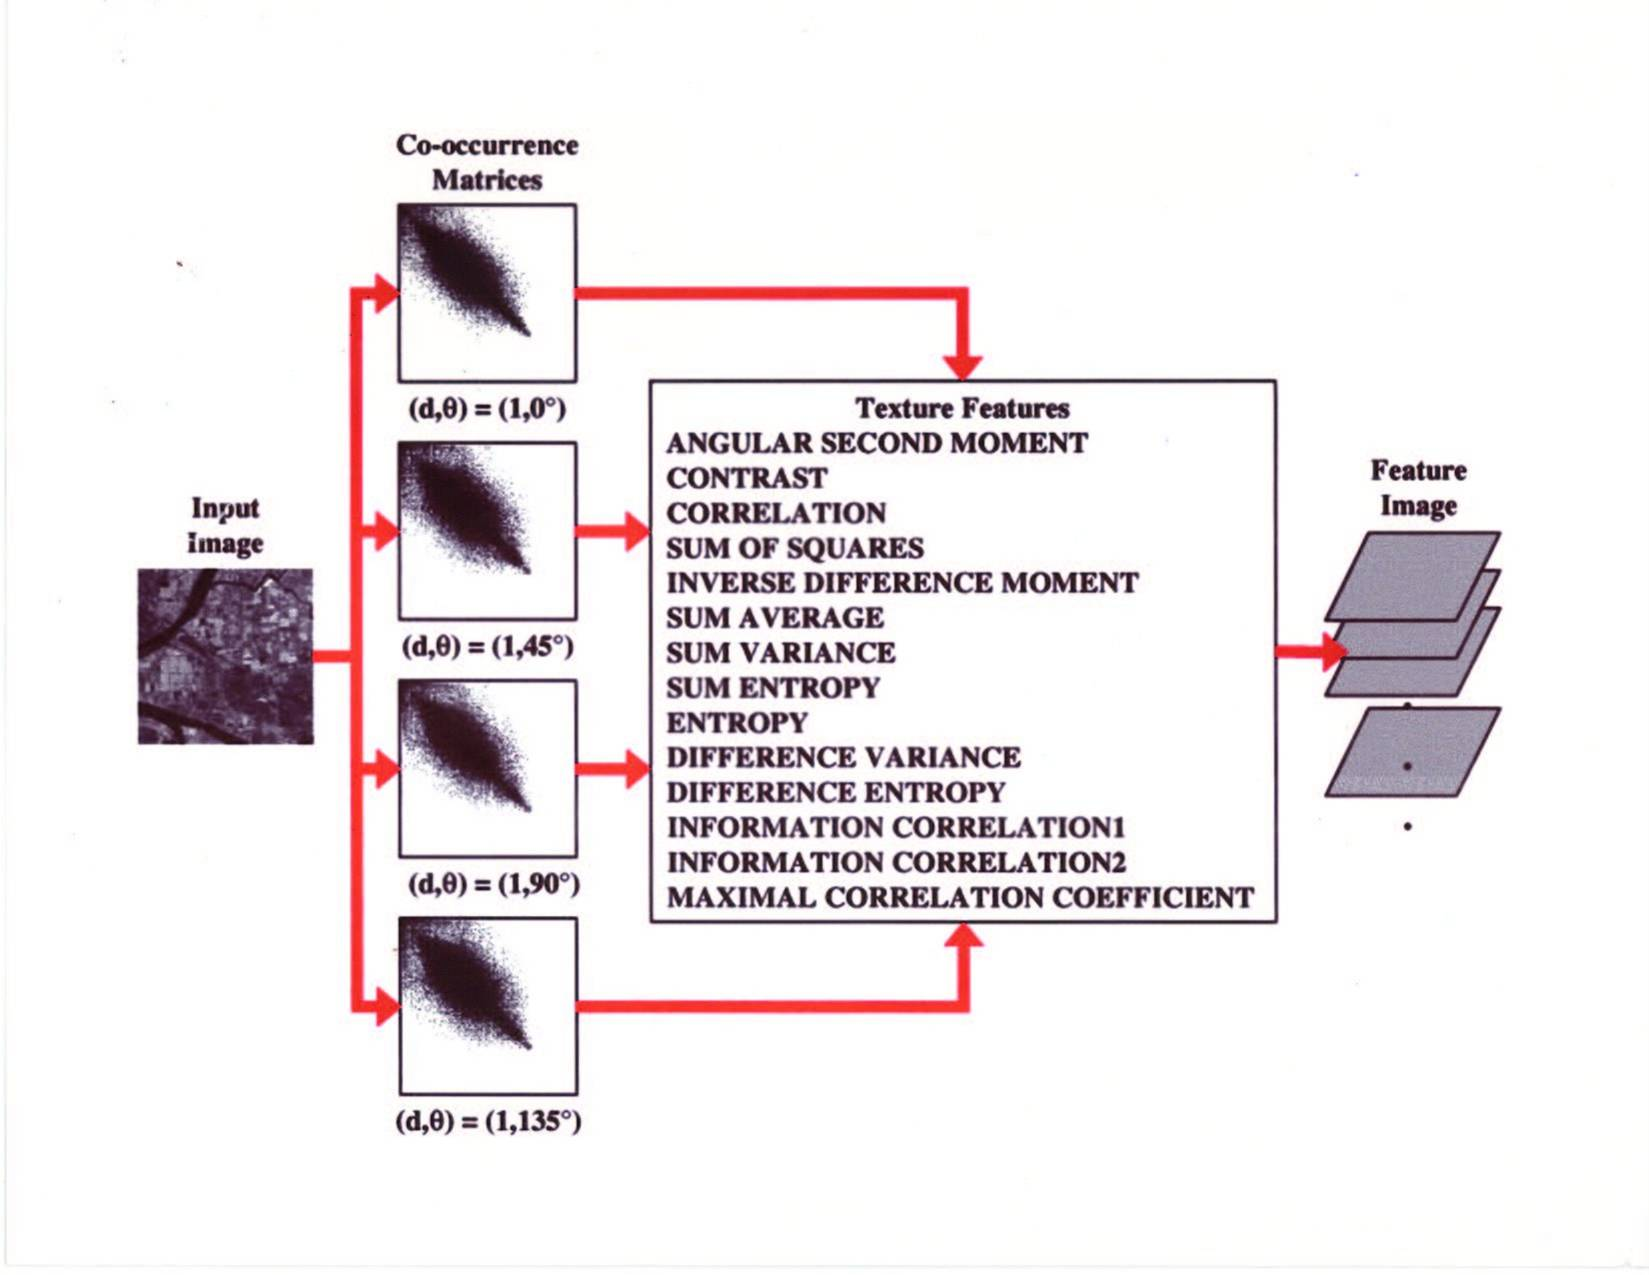 Co-occurrence
Matrices
(d,θ) = (1,0°)
(d,θ) = (1,45°)
(d,θ) = (1,90°)
(d,θ) = (1,135°)
Input
Image
Texture Features
ANGULAR SECOND MOMENT
CONTRAST
CORRELATION
SUM OF SQUARES
INVERSE DIFFERENCE MOMENT
SUM AVERAGE
SUM VARIANCE
SUM ENTROPY
ENTROPY
DIFFERENCE VARIANCE
DIFFERENCE ENTROPY
INFORMATION CORRELATION1
INFORMATION CORRELATION2
MAXIMAL CORRELATION COEFFICIENT
Feature
Image